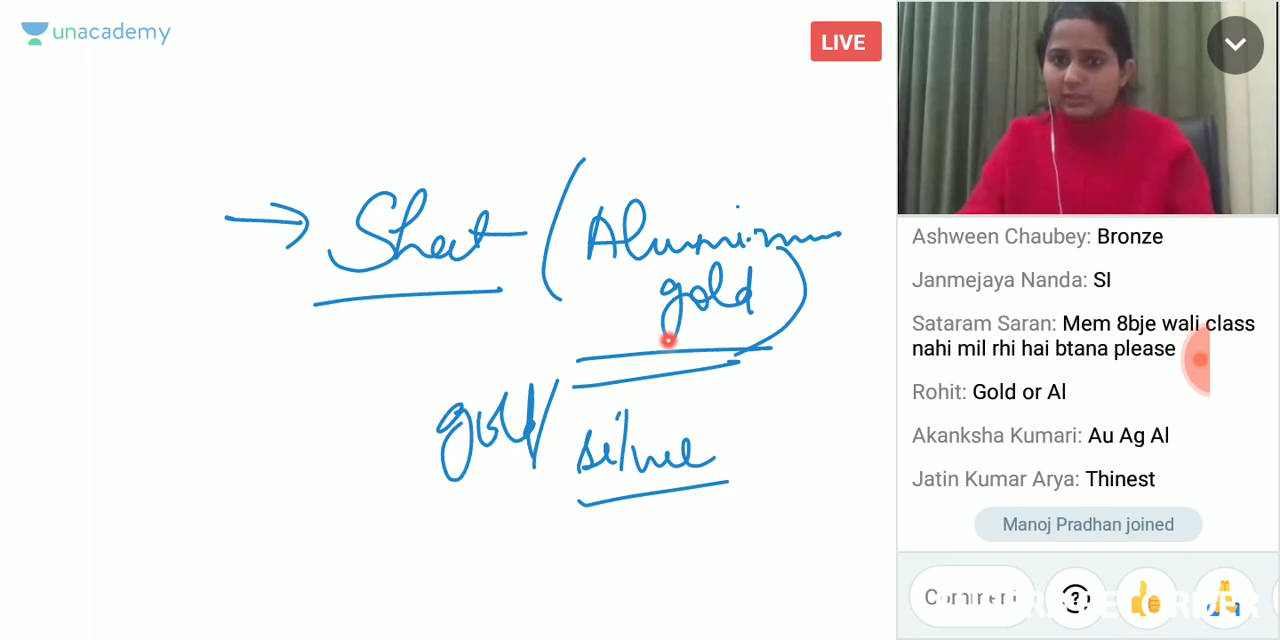 unacademy
LIVE
→ Sheet (Aluminum
gold)
gold/ silver
Ashween Chaubey: Bronze
Janmejaya Nanda: SI
Sataram Saran: Mem 8bje wali class
nahi mil rhi hai btana please
Rohit: Gold or Al
Akanksha Kumari: Au Ag Al
Jatin Kumar Arya: Thinest
Manoj Pradhan joined